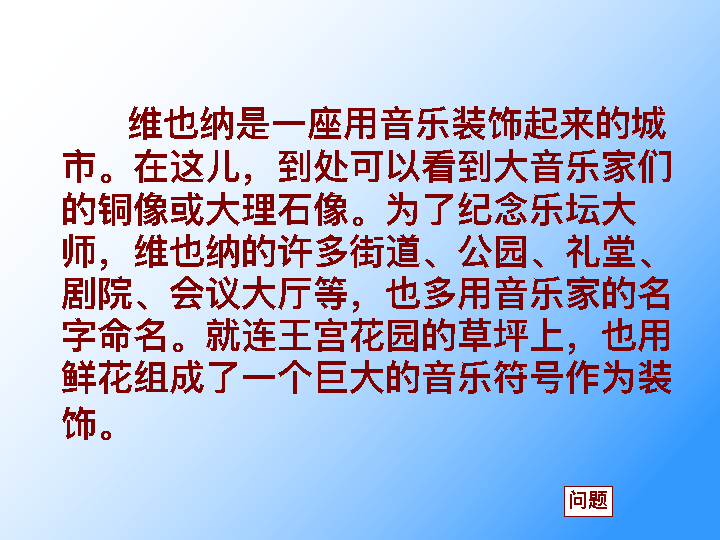 维也纳是一座用音乐装饰起来的城
市。在这儿，到处可以看到大音乐家们
的铜像或大理石像。为了纪念乐坛大
师，维也纳的许多街道、公园、礼堂、
剧院、会议大厅等，也多用音乐家的名
字命名。就连王宫花园的草坪上，也用
鲜花组成了一个巨大的音乐符号作为装
饰。
问题